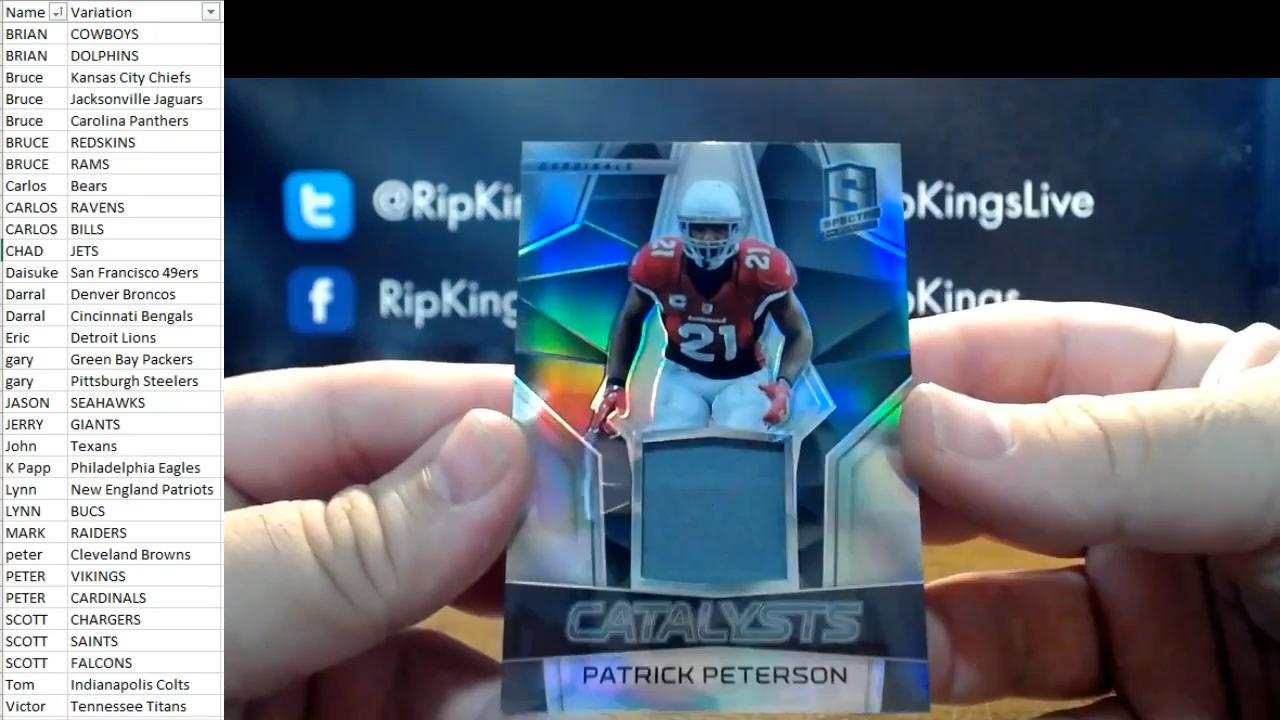 Name Variation
BRIAN COWBOYS
BRIAN DOLPHINS
Bruce Kansas City Chiefs
Bruce Jacksonville Jaguars
Bruce Carolina Panthers
BRUCE REDSKINS
BRUCE RAMS
Carlos Bears
CARLOS RAVENS
CARLOS BILLS
CHAD JETS
Daisuke San Francisco 49ers
Darral Denver Broncos
Darral Cincinnati Bengals
Eric Detroit Lions
gary Green Bay Packers
gary Pittsburgh Steelers
JASON SEAHAWKS
JERRY GIANTS
John Texans
K Papp Philadelphia Eagles
Lynn New England Patriots
LYNN BUCS
MARK RAIDERS
peter Cleveland Browns
PETER VIKINGS
PETER CARDINALS
SCOTT CHARGERS
SCOTT SAINTS
SCOTT FALCONS
Tom Indianapolis Colts
Victor Tennessee Titans
CARDINALS
S
SPECTRA
@RipKin
pKingsLive
RipKing
pKings
21 21
21
CATALYSTS
PATRICK PETERSON